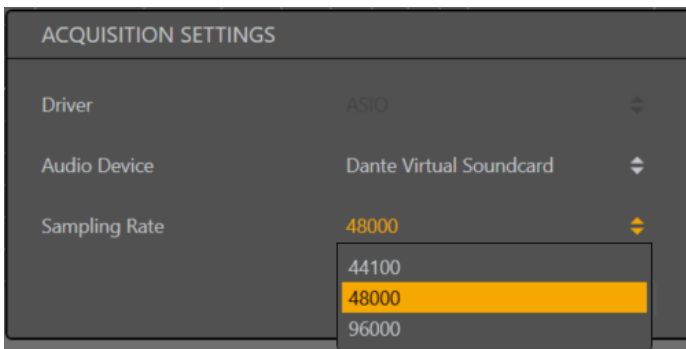 ACQUISITION SETTINGS
Driver ASIO
Audio Device Dante Virtual Soundcard
Sampling Rate 48000
44100
48000
96000